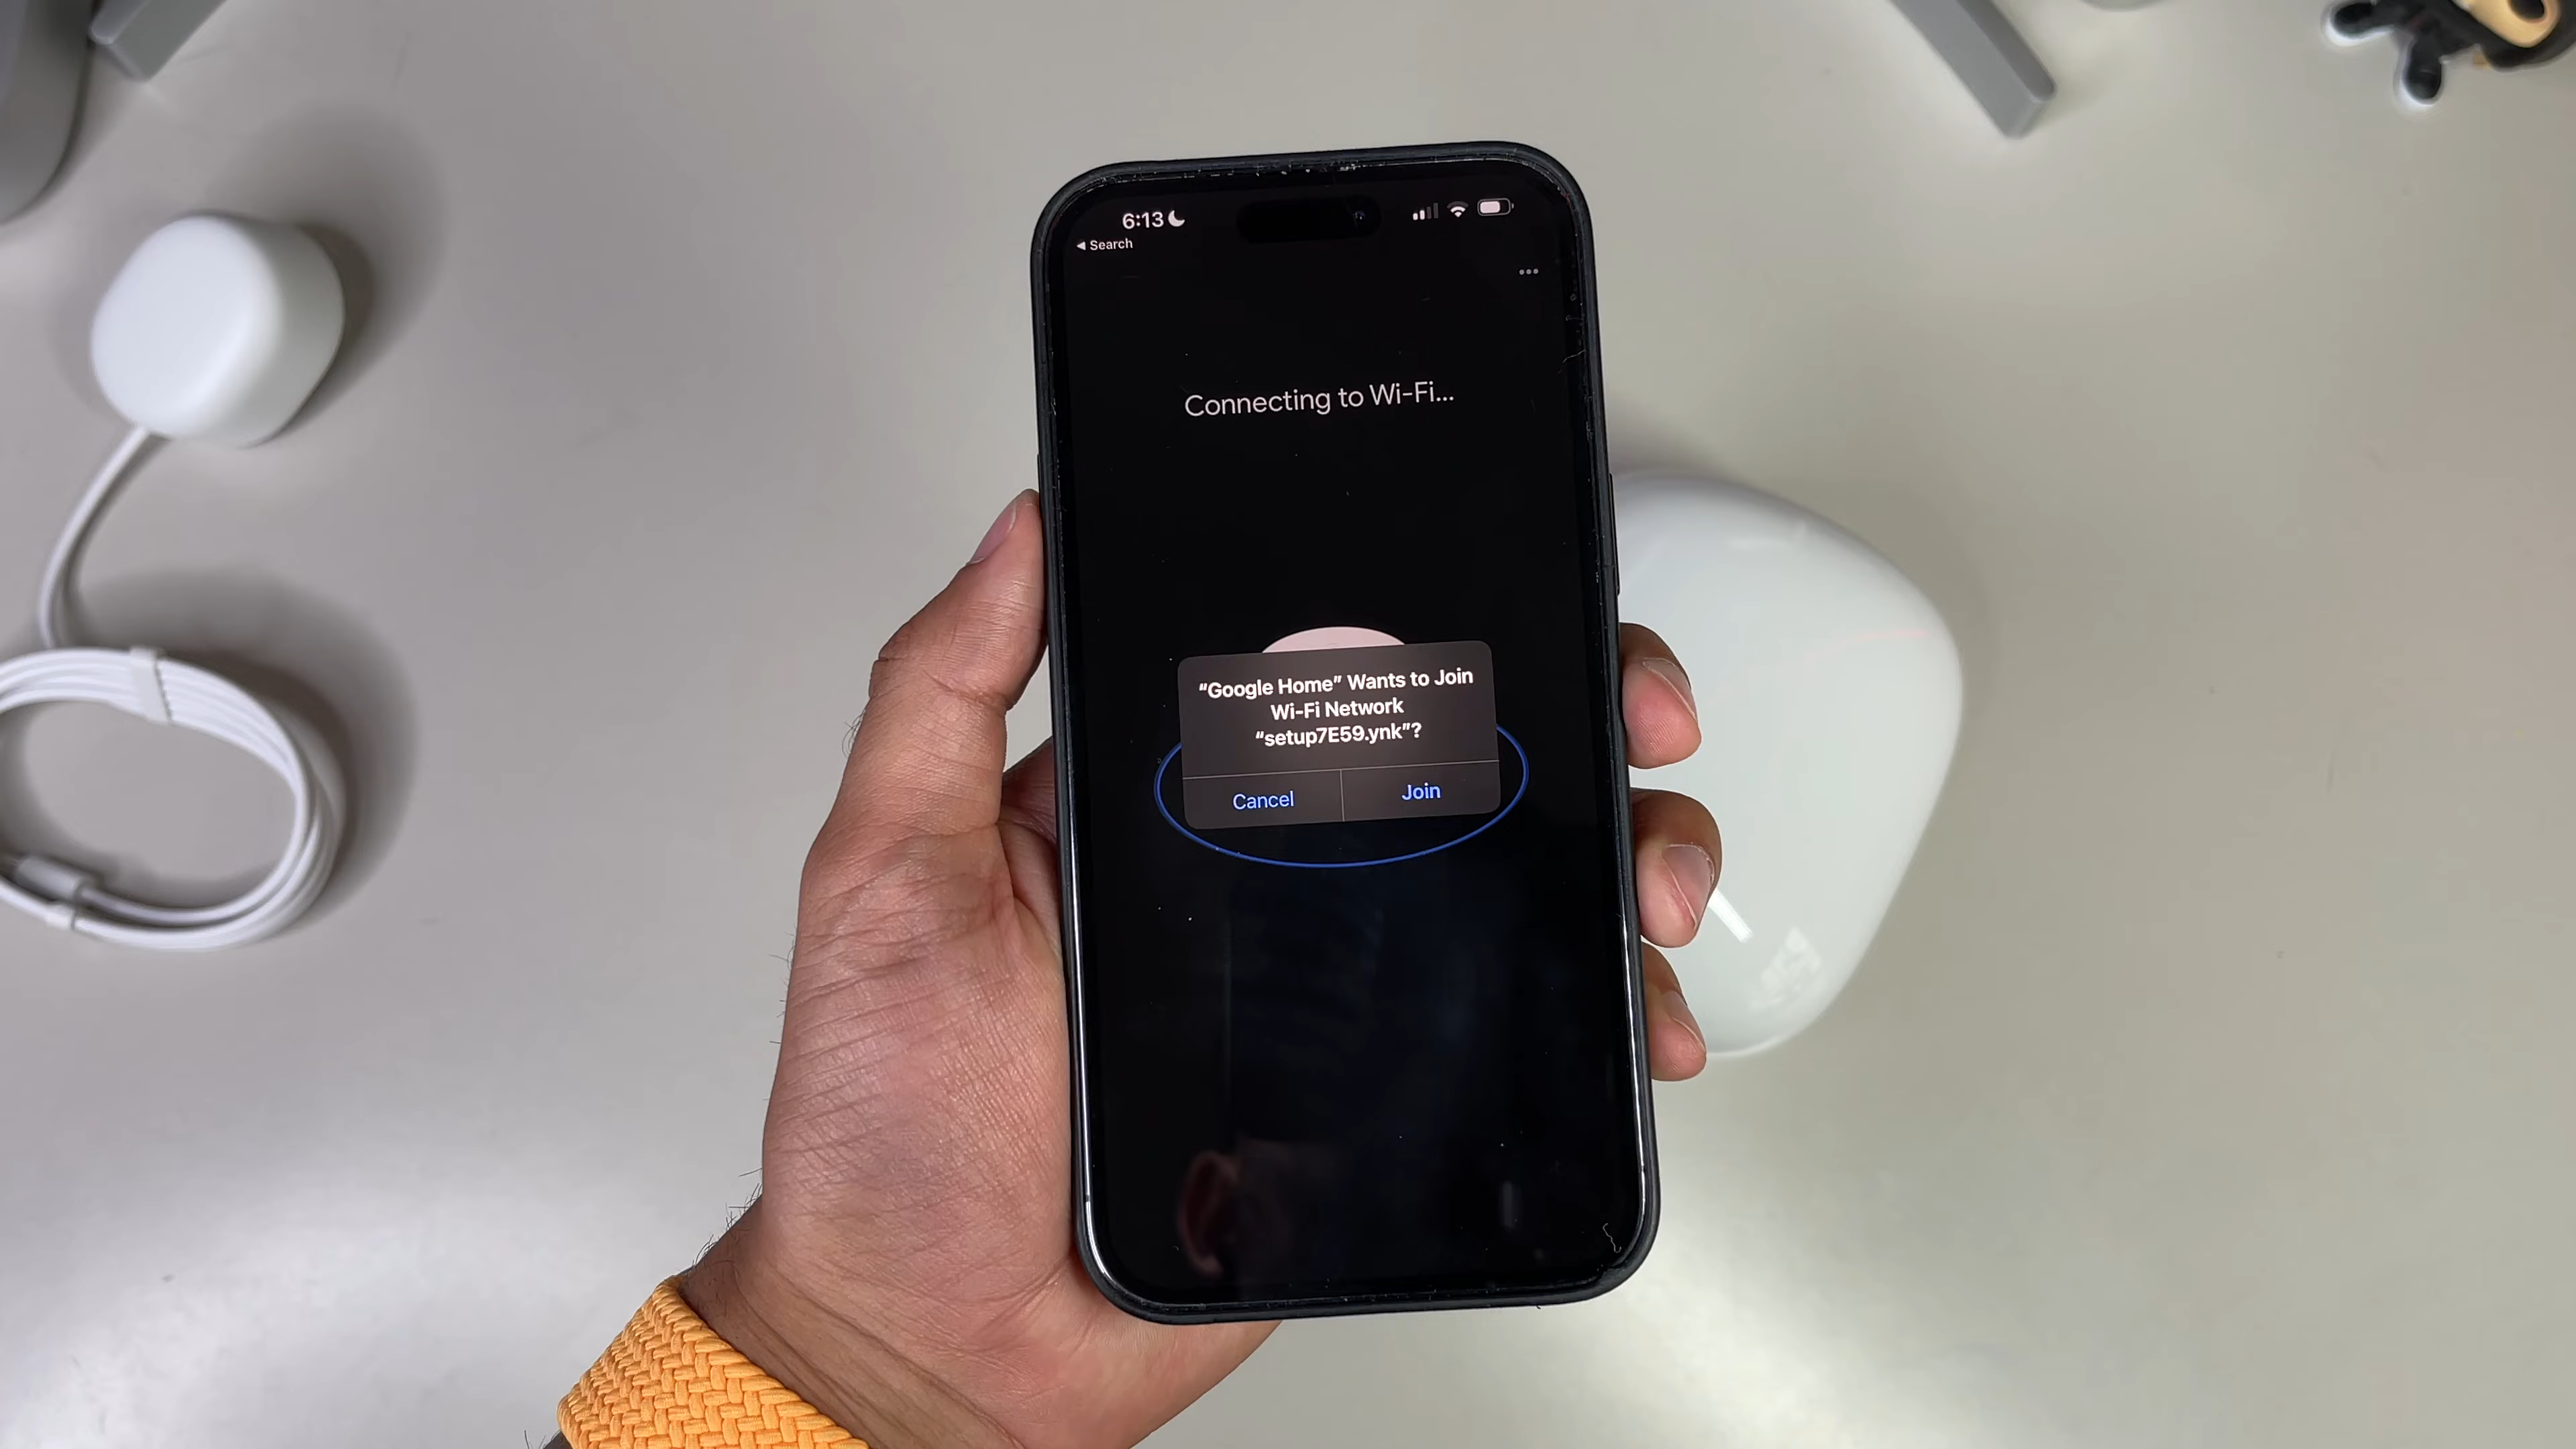 6:13
◀ Search
Connecting to Wi-Fi...
“Google Home” Wants to Join
Wi-Fi Network
“setup7E59.ynk”?
Cancel
Join